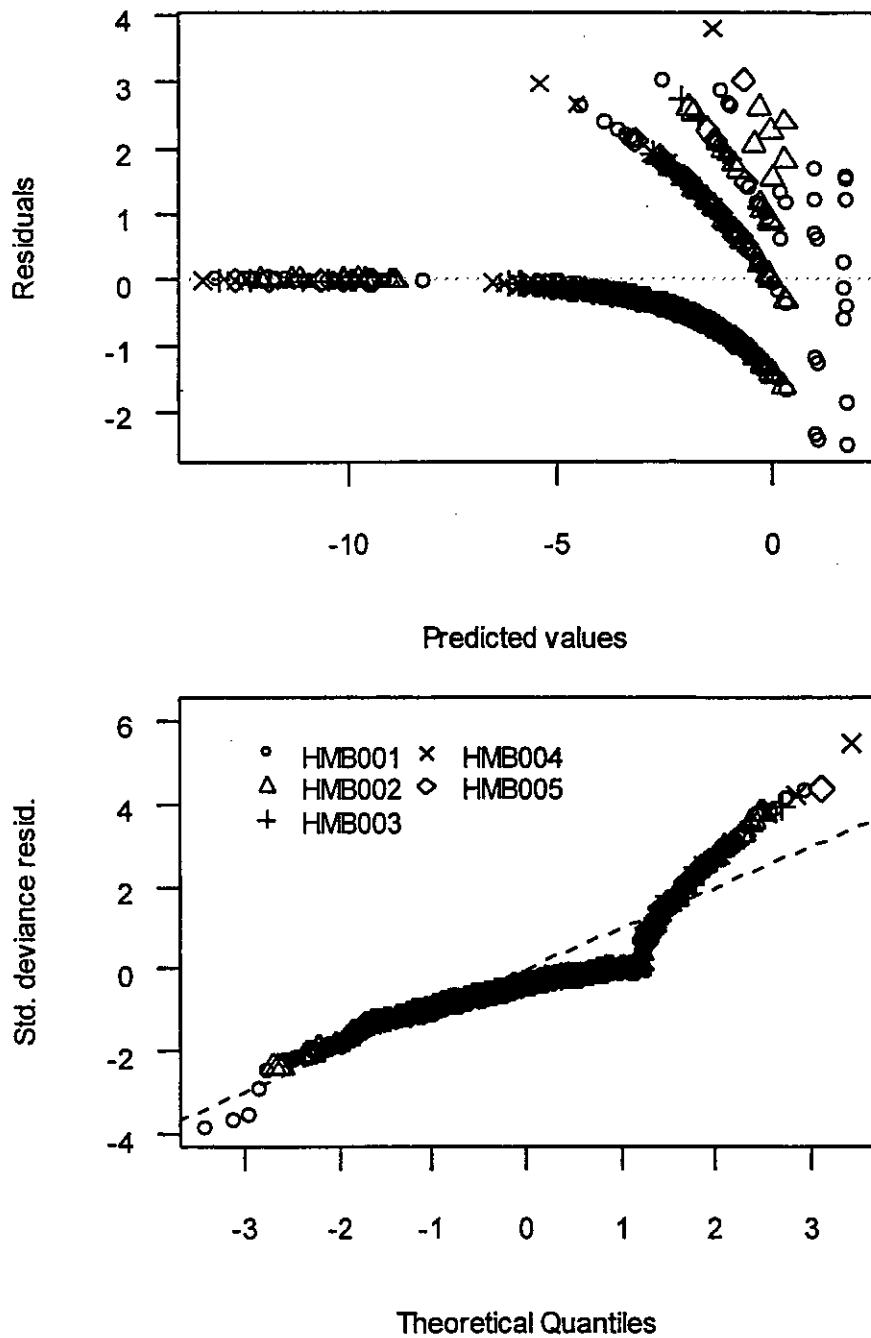 4
3
2
1
0
-1
-2
Residuals
-10 -5 0
Predicted values
6
4
2
0
-2
-4
Std. deviance resid.
HMB001 HMB004
HMB002 HMB005
HMB003
-3 -2 -1 0 1 2 3
Theoretical Quantiles